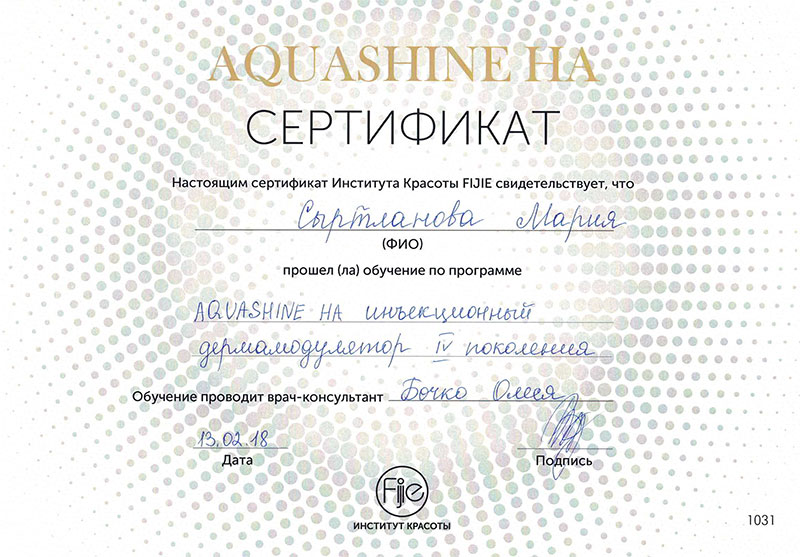 AQUASHINE HA
СЕРТИФИКАТ
Настоящим сертификат Института Красоты FIJIE свидетельствует, что
Сыртланова Мария
(ФИО)
прошел (ла) обучение по программе
AQUASHINE HA инъекционный
дермамодулятор IV поколения
Обучение проводит врач-консультант Бочко Олеся
13.02.18
Дата
Подпись
Fijie
ИНСТИТУТ КРАСОТЫ
1031